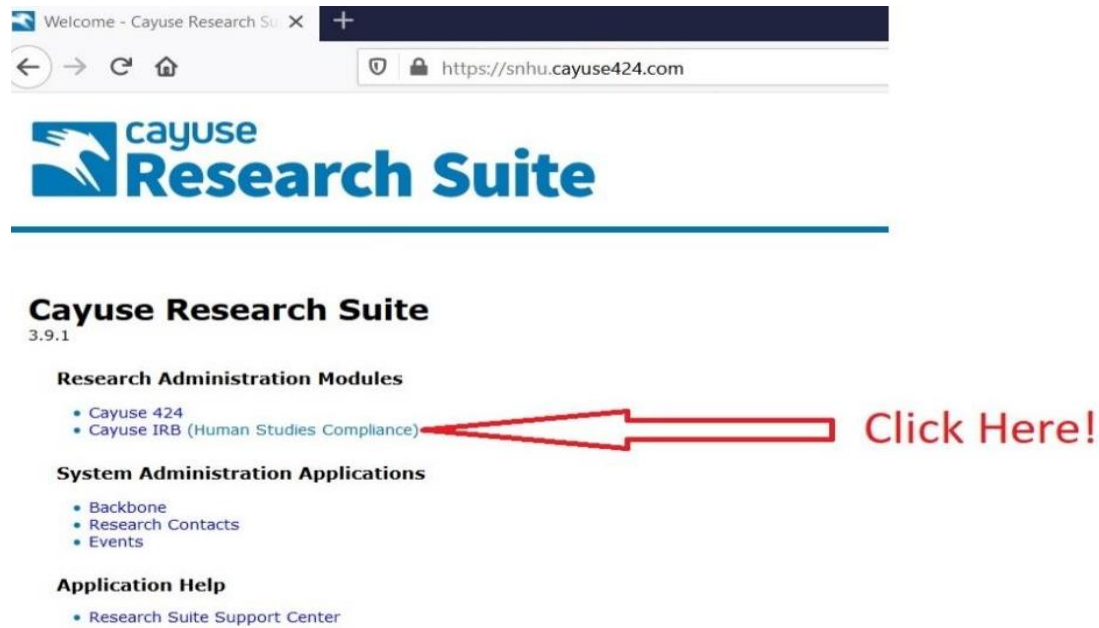 Welcome - Cayuse Research Su
https://snhu.cayuse424.com
cayuse
Research Suite
Cayuse Research Suite
3.9.1
Research Administration Modules
• Cayuse 424
• Cayuse IRB (Human Studies Compliance)
Click Here!
System Administration Applications
• Backbone
• Research Contacts
• Events
Application Help
• Research Suite Support Center